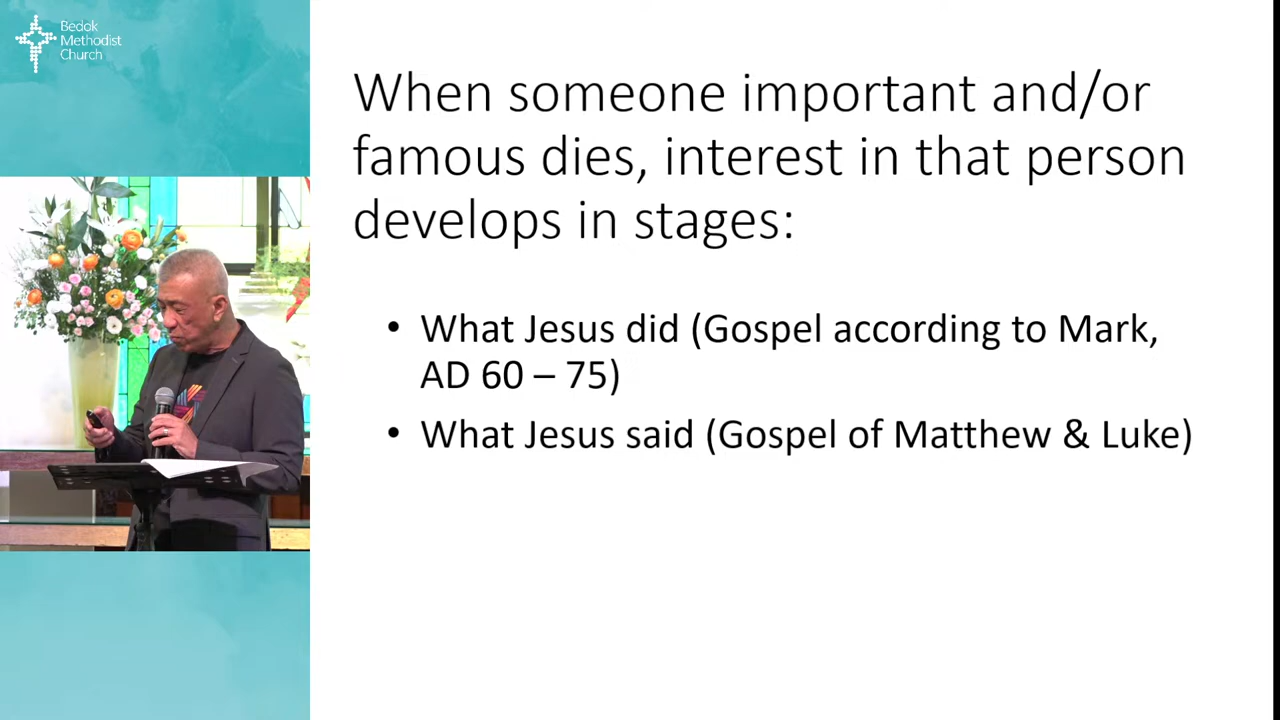 Bedok
Methodist
Church
When someone important and/or
famous dies, interest in that person
develops in stages:
• What Jesus did (Gospel according to Mark,
AD 60 – 75)
• What Jesus said (Gospel of Matthew & Luke)